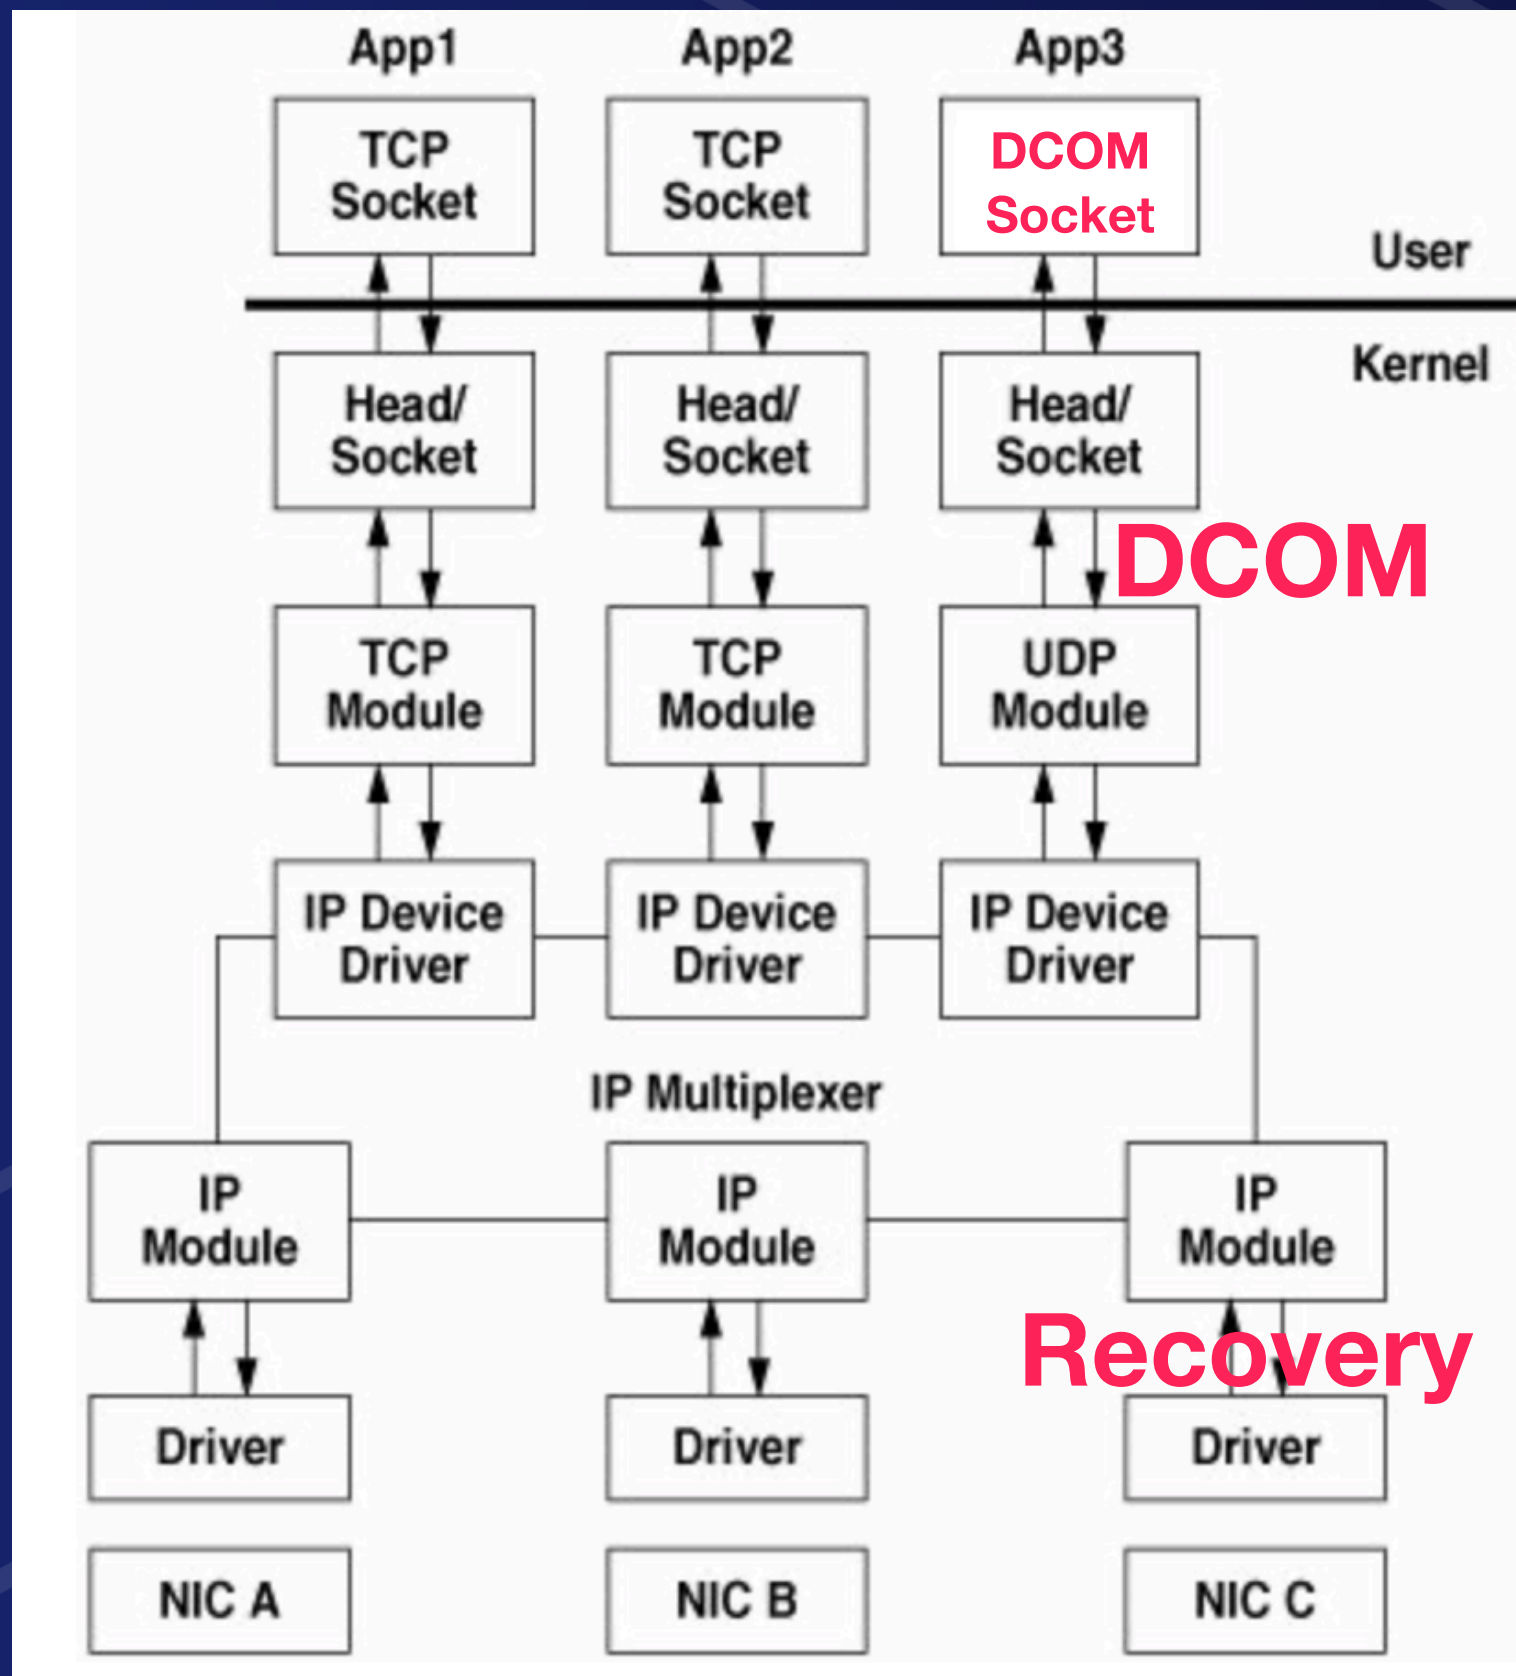 App1
App2
App3
TCP
Socket
TCP
Socket
DCOM
Socket
User
Kernel
Head/
Socket
Head/
Socket
Head/
Socket
DCOM
TCP
Module
TCP
Module
UDP
Module
IP Device
Driver
IP Device
Driver
IP Device
Driver
IP Multiplexer
IP
Module
IP
Module
IP
Module
Recovery
Driver
Driver
Driver
NIC A
NIC B
NIC C